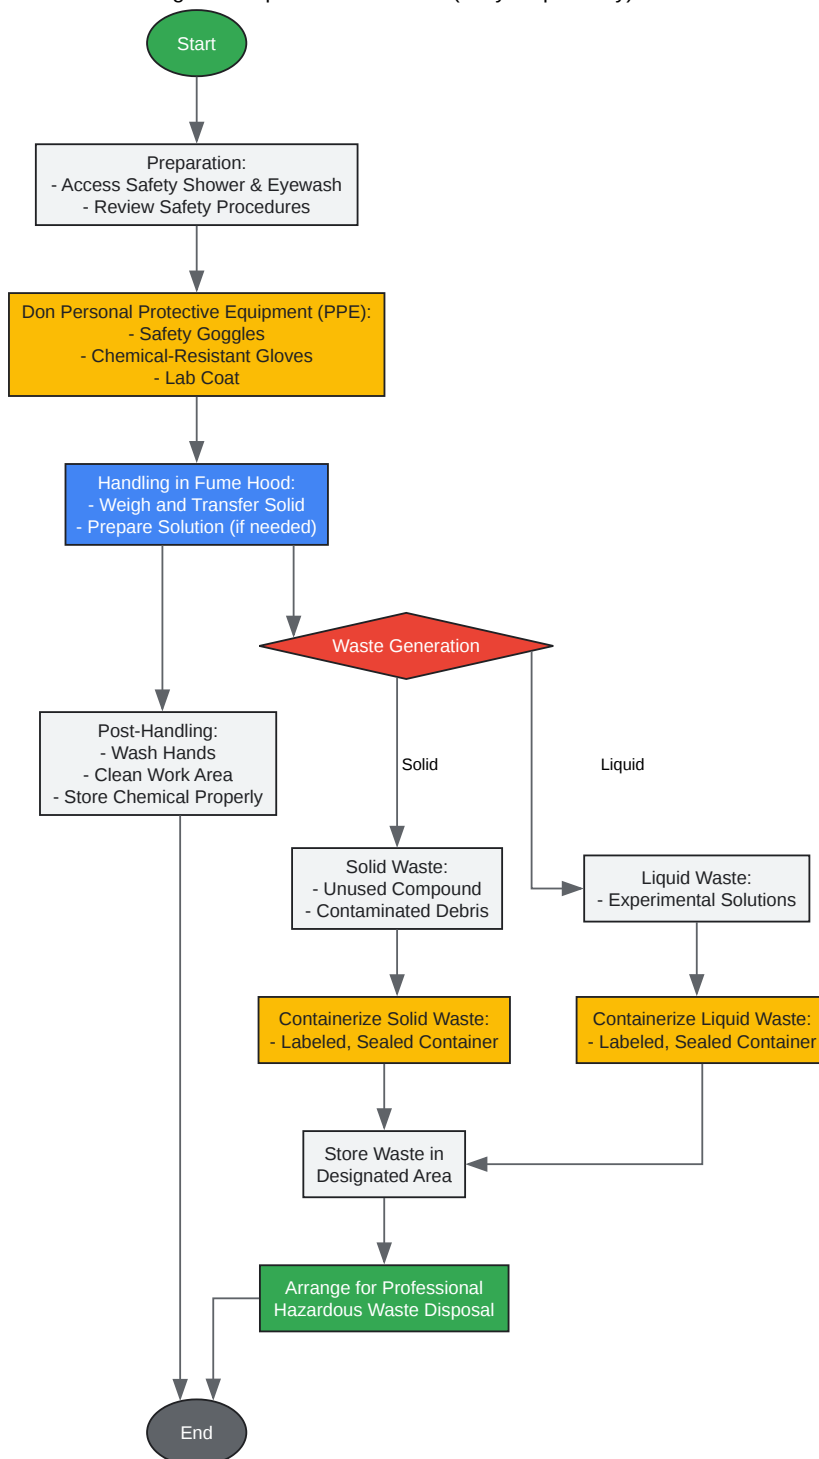 Start
Preparation:
- Access Safety Shower & Eyewash
- Review Safety Procedures
Don Personal Protective Equipment (PPE):
- Safety Goggles
- Chemical-Resistant Gloves
- Lab Coat
Handling in Fume Hood:
- Weigh and Transfer Solid
- Prepare Solution (if needed)
Waste Generation
Post-Handling:
- Wash Hands
- Clean Work Area
- Store Chemical Properly
Solid
Liquid
Solid Waste:
- Unused Compound
- Contaminated Debris
Liquid Waste:
- Experimental Solutions
Containerize Solid Waste:
- Labeled, Sealed Container
Containerize Liquid Waste:
- Labeled, Sealed Container
Store Waste in
Designated Area
Arrange for Professional
Hazardous Waste Disposal
End